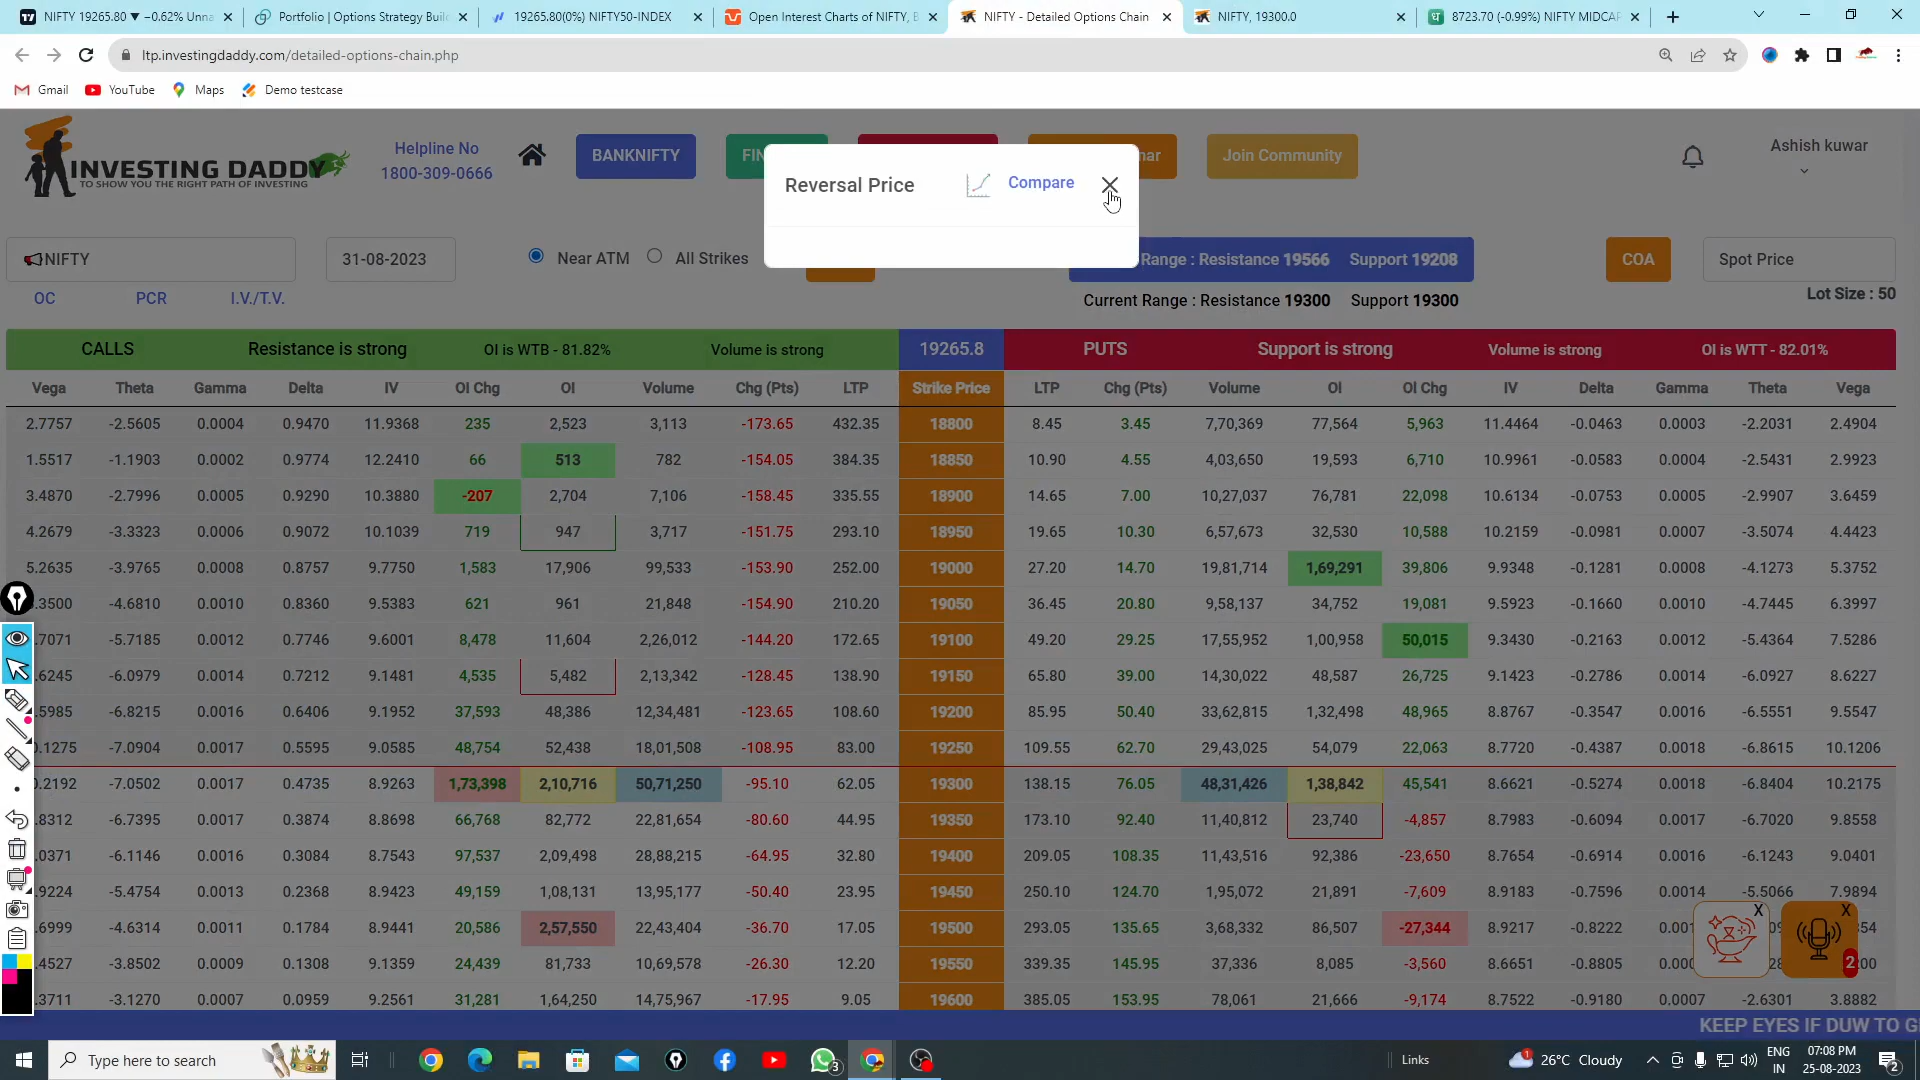 NIFTY 19265.80 ▼ −0.62% Unna
Portfolio | Options Strategy Buil
19265.80(0%) NIFTY50-INDEX
Open Interest Charts of NIFTY, B
NIFTY - Detailed Options Chain
NIFTY, 19300.0
8723.70 (-0.99%) NIFTY MIDCAP
ltp.investingdaddy.com/detailed-options-chain.php
Gmail YouTube Maps Demo testcase
INVESTING DADDY
TO SHOW YOU THE RIGHT PATH OF INVESTING
Helpline No
1800-309-0666
BANKNIFTY
FIN
nar
Join Community
Ashish kuwar
Reversal Price Compare
NIFTY
31-08-2023
Near ATM All Strikes
Range : Resistance 19566 Support 19208
COA
Spot Price
OC PCR I.V./T.V.
Current Range : Resistance 19300 Support 19300
Lot Size : 50
CALLS Resistance is strong OI is WTB - 81.82% Volume is strong 19265.8 PUTS Support is strong Volume is strong OI is WTT - 82.01%
Vega Theta Gamma Delta IV OI Chg OI Volume Chg (Pts) LTP Strike Price LTP Chg (Pts) Volume OI OI Chg IV Delta Gamma Theta Vega
2.7757 -2.5605 0.0004 0.9470 11.9368 235 2,523 3,113 -173.65 432.35 18800 8.45 3.45 7,70,369 77,564 5,963 11.4464 -0.0463 0.0003 -2.2031 2.4904
1.5517 -1.1903 0.0002 0.9774 12.2410 66 513 782 -154.05 384.35 18850 10.90 4.55 4,03,650 19,593 6,710 10.9961 -0.0583 0.0004 -2.5431 2.9923
3.4870 -2.7996 0.0005 0.9290 10.3880 -207 2,704 7,106 -158.45 335.55 18900 14.65 7.00 10,27,037 76,781 22,098 10.6134 -0.0753 0.0005 -2.9907 3.6459
4.2679 -3.3323 0.0006 0.9072 10.1039 719 947 3,717 -151.75 293.10 18950 19.65 10.30 6,57,673 32,530 10,588 10.2159 -0.0981 0.0007 -3.5074 4.4423
5.2635 -3.9765 0.0008 0.8757 9.7750 1,583 17,906 99,533 -153.90 252.00 19000 27.20 14.70 19,81,714 1,69,291 39,806 9.9348 -0.1281 0.0008 -4.1273 5.3752
.3500 -4.6810 0.0010 0.8360 9.5383 621 961 21,848 -154.90 210.20 19050 36.45 20.80 9,58,137 34,752 19,081 9.5923 -0.1660 0.0010 -4.7445 6.3997
.7071 -5.7185 0.0012 0.7746 9.6001 8,478 11,604 2,26,012 -144.20 172.65 19100 49.20 29.25 17,55,952 1,00,958 50,015 9.3430 -0.2163 0.0012 -5.4364 7.5286
.6245 -6.0979 0.0014 0.7212 9.1481 4,535 5,482 2,13,342 -128.45 138.90 19150 65.80 39.00 14,30,022 48,587 26,725 9.1423 -0.2786 0.0014 -6.0927 8.6227
.5985 -6.8215 0.0016 0.6406 9.1952 37,593 48,386 12,34,481 -123.65 108.60 19200 85.95 50.40 33,62,815 1,32,498 48,965 8.8767 -0.3547 0.0016 -6.5551 9.5547
.1275 -7.0904 0.0017 0.5595 9.0585 48,754 52,438 18,01,508 -108.95 83.00 19250 109.55 62.70 29,43,025 54,079 22,063 8.7720 -0.4387 0.0018 -6.8615 10.1206
.2192 -7.0502 0.0017 0.4735 8.9263 1,73,398 2,10,716 50,71,250 -95.10 62.05 19300 138.15 76.05 48,31,426 1,38,842 45,541 8.6621 -0.5274 0.0018 -6.8404 10.2175
.8312 -6.7395 0.0017 0.3874 8.8698 66,768 82,772 22,81,654 -80.60 44.95 19350 173.10 92.40 11,40,812 23,740 -4,857 8.7983 -0.6094 0.0017 -6.7020 9.8558
.0371 -6.1146 0.0016 0.3084 8.7543 97,537 2,09,498 28,88,215 -64.95 32.80 19400 209.05 108.35 11,43,516 92,386 -23,650 8.7654 -0.6914 0.0016 -6.1243 9.0401
.9224 -5.4754 0.0013 0.2368 8.9423 49,159 1,08,131 13,95,177 -50.40 23.95 19450 250.10 124.70 1,95,072 21,891 -7,609 8.9183 -0.7596 0.0014 -5.5066 7.9894
.6999 -4.6314 0.0011 0.1784 8.9441 20,586 2,57,550 22,43,404 -36.70 17.05 19500 293.05 135.65 3,68,332 86,507 -27,344 8.9217 -0.8222
.4527 -3.8502 0.0009 0.1308 9.1359 24,439 81,733 10,69,578 -26.30 12.20 19550 339.35 145.95 37,336 8,085 -3,560 8.6651 -0.8805
.3711 -3.1270 0.0007 0.0959 9.2561 31,281 1,64,250 14,75,967 -17.95 9.05 19600 385.05 153.95 78,061 21,666 -9,174 8.7522 -0.9180 0.0007 -2.6301 3.8882
X X
2
KEEP EYES IF DUW TO G
Type here to search
3
Links
1
26°C Cloudy
ENG
IN
07:08 PM
25-08-2023
2